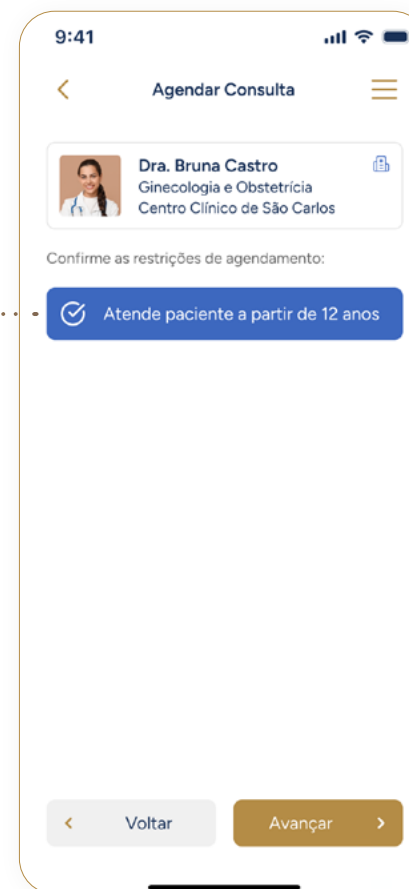 9:41
Agendar Consulta
Dra. Bruna Castro
Ginecologia e Obstetrícia
Centro Clínico de São Carlos
Confirme as restrições de agendamento:
Atende paciente a partir de 12 anos
Voltar
Avançar